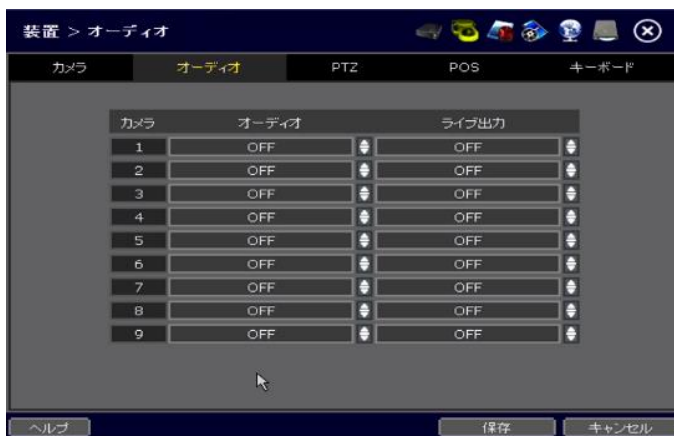 装置 > オーディオ
カメラ オーディオ PTZ POS キーボード
カメラ オーディオ ライブ出力
1 OFF OFF
2 OFF OFF
3 OFF OFF
4 OFF OFF
5 OFF OFF
6 OFF OFF
7 OFF OFF
8 OFF OFF
9 OFF OFF
ヘルプ 保存 キャンセル